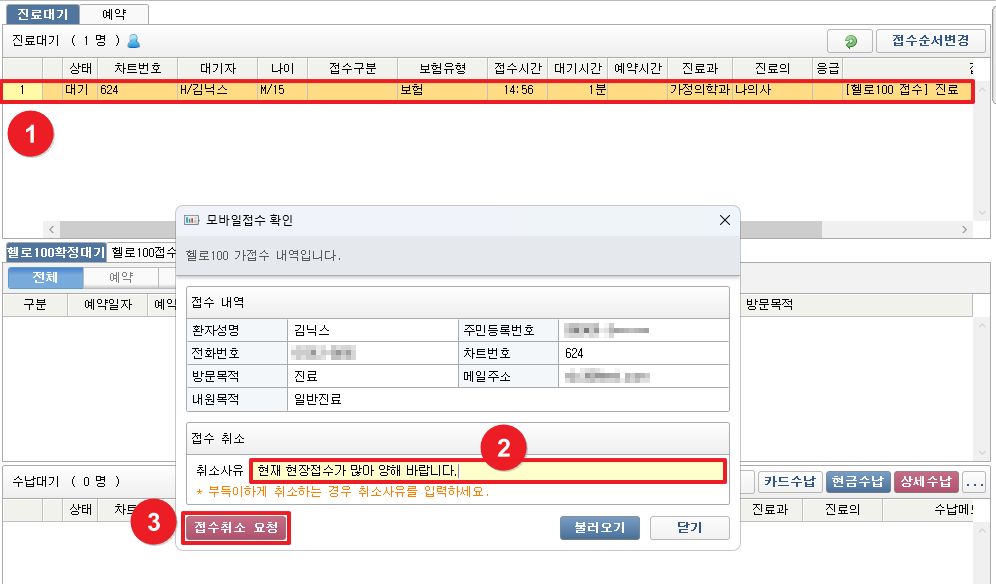 진료대기 예약
진료대기 ( 1 명 ) 접수순서변경
상태 차트번호 대기자 나이 접수구분 보험유형 접수시간 대기시간 예약시간 진료과 진료의 응급
1 대기 624 H/김닉스 M/15 보험 14:56 1분 가정의학과 나의사 [헬로100 접수] 진료
1
모바일접수 확인
헬로100확정대기 헬로100접수
헬로100 가접수 내역입니다.
전체 예약
접수 내역
구분 예약일자 예약 방문목적
환자성명 김닉스 주민등록번호
전화번호 차트번호 624
방문목적 진료 메일주소
내원목적 일반진료
접수 취소
2
취소사유 현재 현장접수가 많아 양해 바랍니다.
수납대기 ( 0 명 ) 카드수납 현금수납 상세수납 ...
* 부득이하게 취소하는 경우 취소사유를 입력하세요.
상태 차트 진료과 진료의 수납메모
3
접수취소 요청 불러오기 닫기